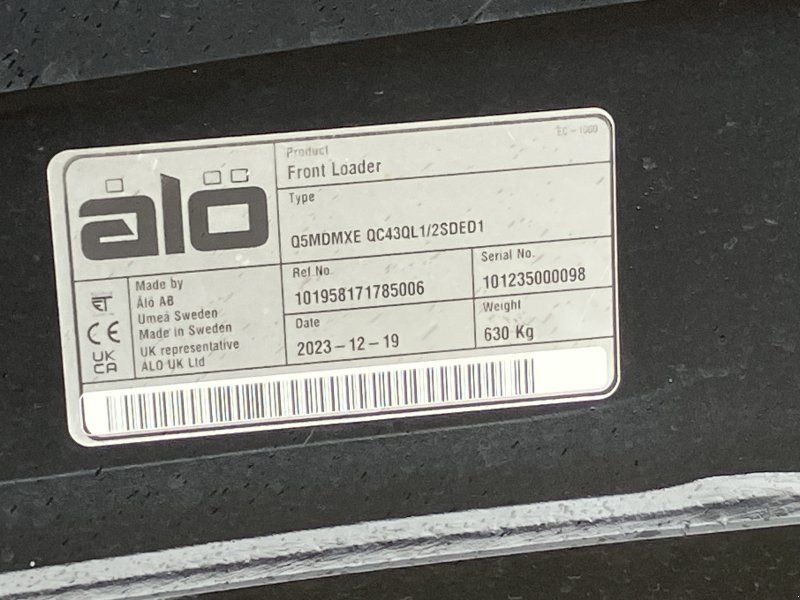 EC-1000
Product
Front Loader
Type
Q5MDMXE QC43QL1/2SDED1
ålö
Ref No.
101958171785006
Serial No.
101235000098
Date
2023-12-19
Weight
630 Kg
Made by
Ålö AB
Umeå Sweden
Made in Sweden
UK representative
ALO UK Ltd
CE
UK
CA